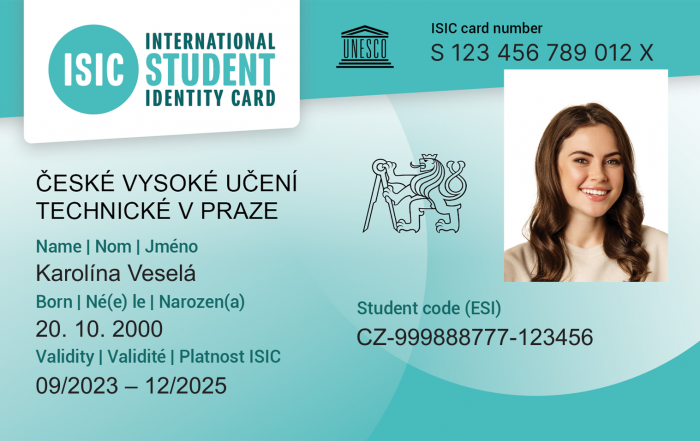 ISIC
INTERNATIONAL
STUDENT
IDENTITY CARD
UNESCO
ISIC card number
S 123 456 789 012 X
ČESKÉ VYSOKÉ UČENÍ
TECHNICKÉ V PRAZE
Name | Nom | Jméno
Karolína Veselá
Born | Né(e) le | Narozen(a)
20. 10. 2000
Validity | Validité | Platnost ISIC
09/2023 – 12/2025
Student code (ESI)
CZ-999888777-123456